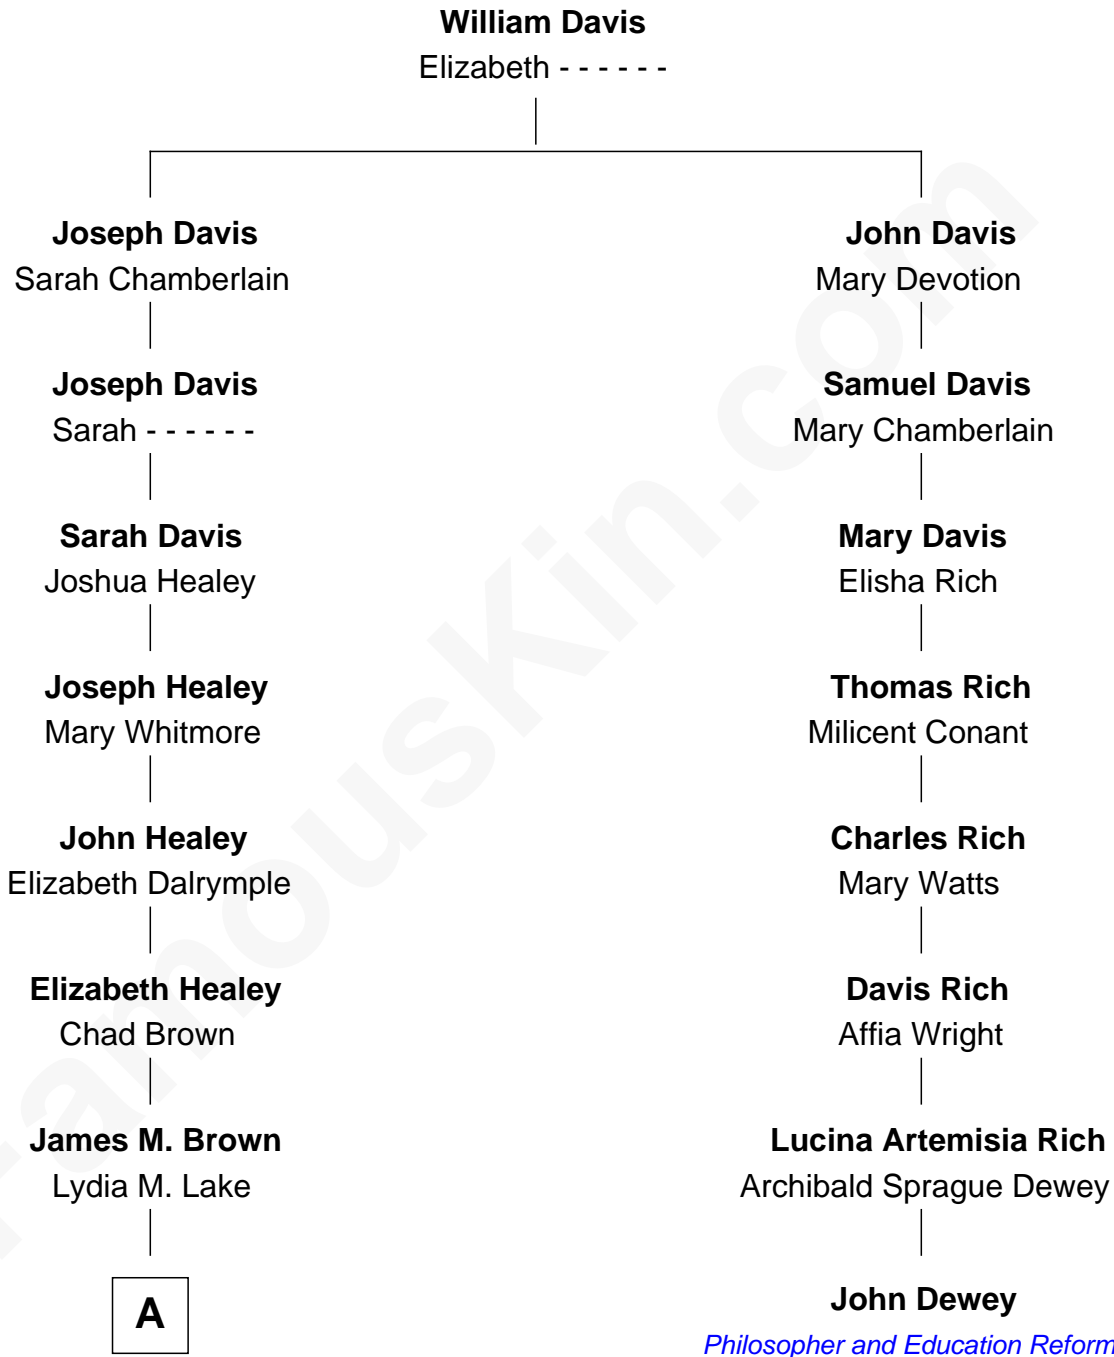 William Davis
Elizabeth - - - - - -
Joseph Davis
Sarah Chamberlain
John Davis
Mary Devotion
Joseph Davis
Sarah - - - - - -
Samuel Davis
Mary Chamberlain
Sarah Davis
Joshua Healey
Mary Davis
Elisha Rich
Joseph Healey
Mary Whitmore
Thomas Rich
Milicent Conant
John Healey
Elizabeth Dalrymple
Charles Rich
Mary Watts
Elizabeth Healey
Chad Brown
Davis Rich
Affia Wright
James M. Brown
Lydia M. Lake
Lucina Artemisia Rich
Archibald Sprague Dewey
A
John Dewey
Philosopher and Education Reform
FamousKin.com